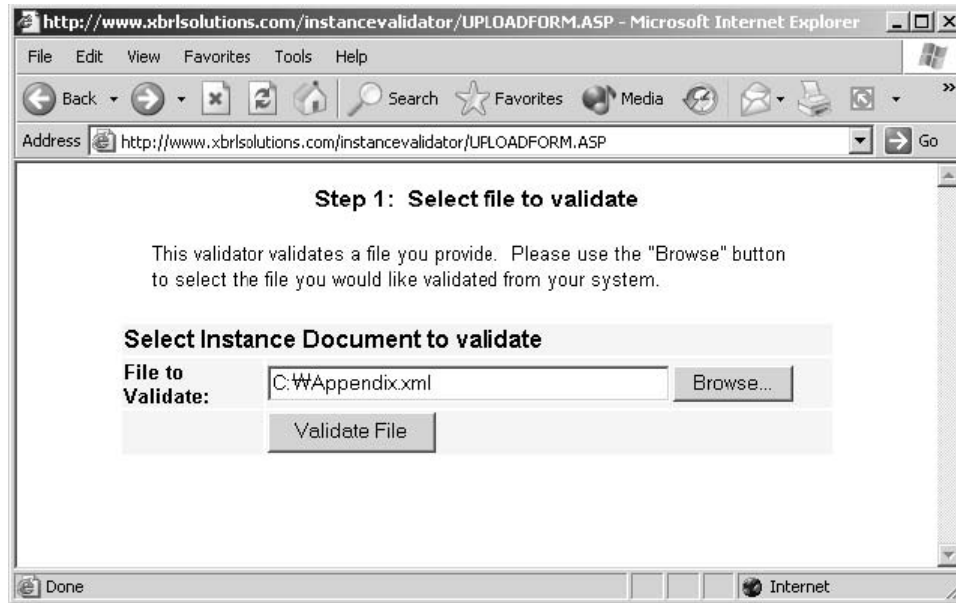 http://www.xbrlsolutions.com/instancevalidator/UPLOADFORM.ASP - Microsoft Internet Explorer
File Edit View Favorites Tools Help
Back Search Favorites Media »
Address http://www.xbrlsolutions.com/instancevalidator/UPLOADFORM.ASP Go
Step 1: Select file to validate
This validator validates a file you provide. Please use the "Browse" button
to select the file you would like validated from your system.
Select Instance Document to validate
File to
Validate:
C:₩Appendix.xml Browse...
Validate File
Done Internet